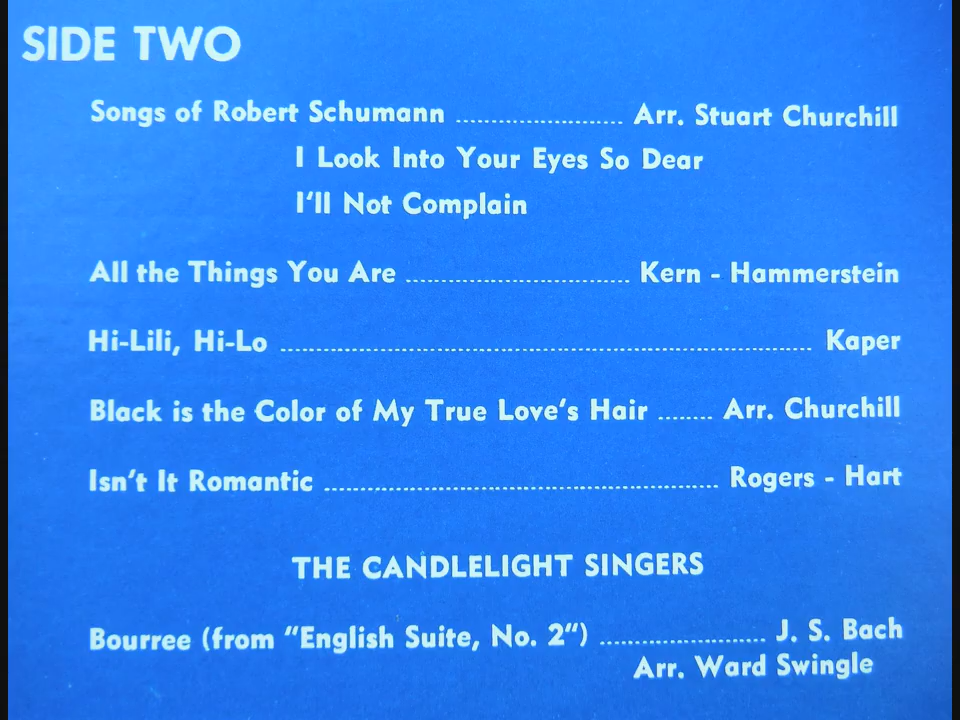 SIDE TWO
Songs of Robert Schumann ........................ Arr. Stuart Churchill
I Look Into Your Eyes So Dear
I'll Not Complain
All the Things You Are ................................ Kern - Hammerstein
Hi-Lili, Hi-Lo ............................................................................ Kaper
Black is the Color of My True Love's Hair ........ Arr. Churchill
Isn't It Romantic ........................................................ Rogers - Hart
THE CANDLELIGHT SINGERS
Bourree (from "English Suite, No. 2") ........................ J. S. Bach
Arr. Ward Swingle